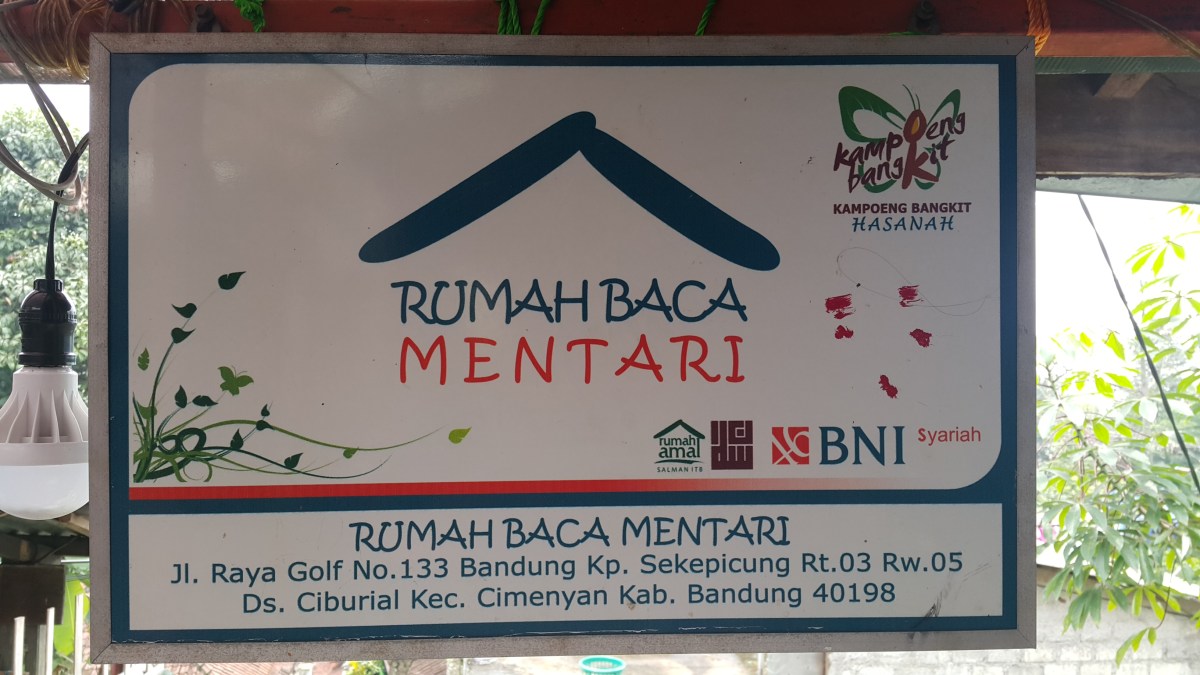 kampoeng
bangkit
KAMPOENG BANGKIT
HASANAH
RUMAH BACA
MENTARI
rumah
amal
SALMAN ITB
BNI Syariah
RUMAH BACA MENTARI
Jl. Raya Golf No.133 Bandung Kp. Sekepicung Rt.03 Rw.05
Ds. Ciburial Kec. Cimenyan Kab. Bandung 40198